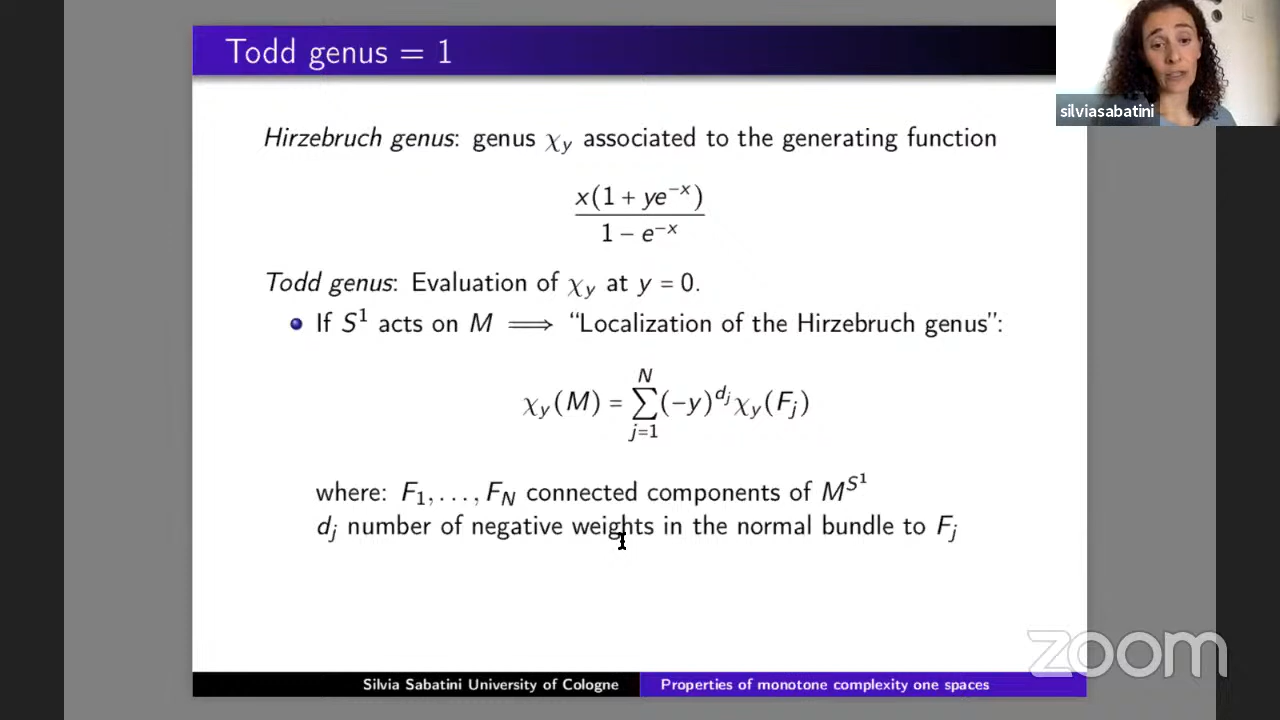 Todd genus = 1
silviasabatini
Hirzebruch genus: genus χ_y associated to the generating function
x(1 + ye^{−x})
1 − e^{−x}
Todd genus: Evaluation of χ_y at y = 0.
If S^1 acts on M ⟹ “Localization of the Hirzebruch genus”:
χ_y(M) = ∑_{j=1}^{N} (−y)^{d_j} χ_y(F_j)
where: F_1, . . . , F_N connected components of M^{S^1}
d_j number of negative weights in the normal bundle to F_j
zoom
Silvia Sabatini University of Cologne
Properties of monotone complexity one spaces